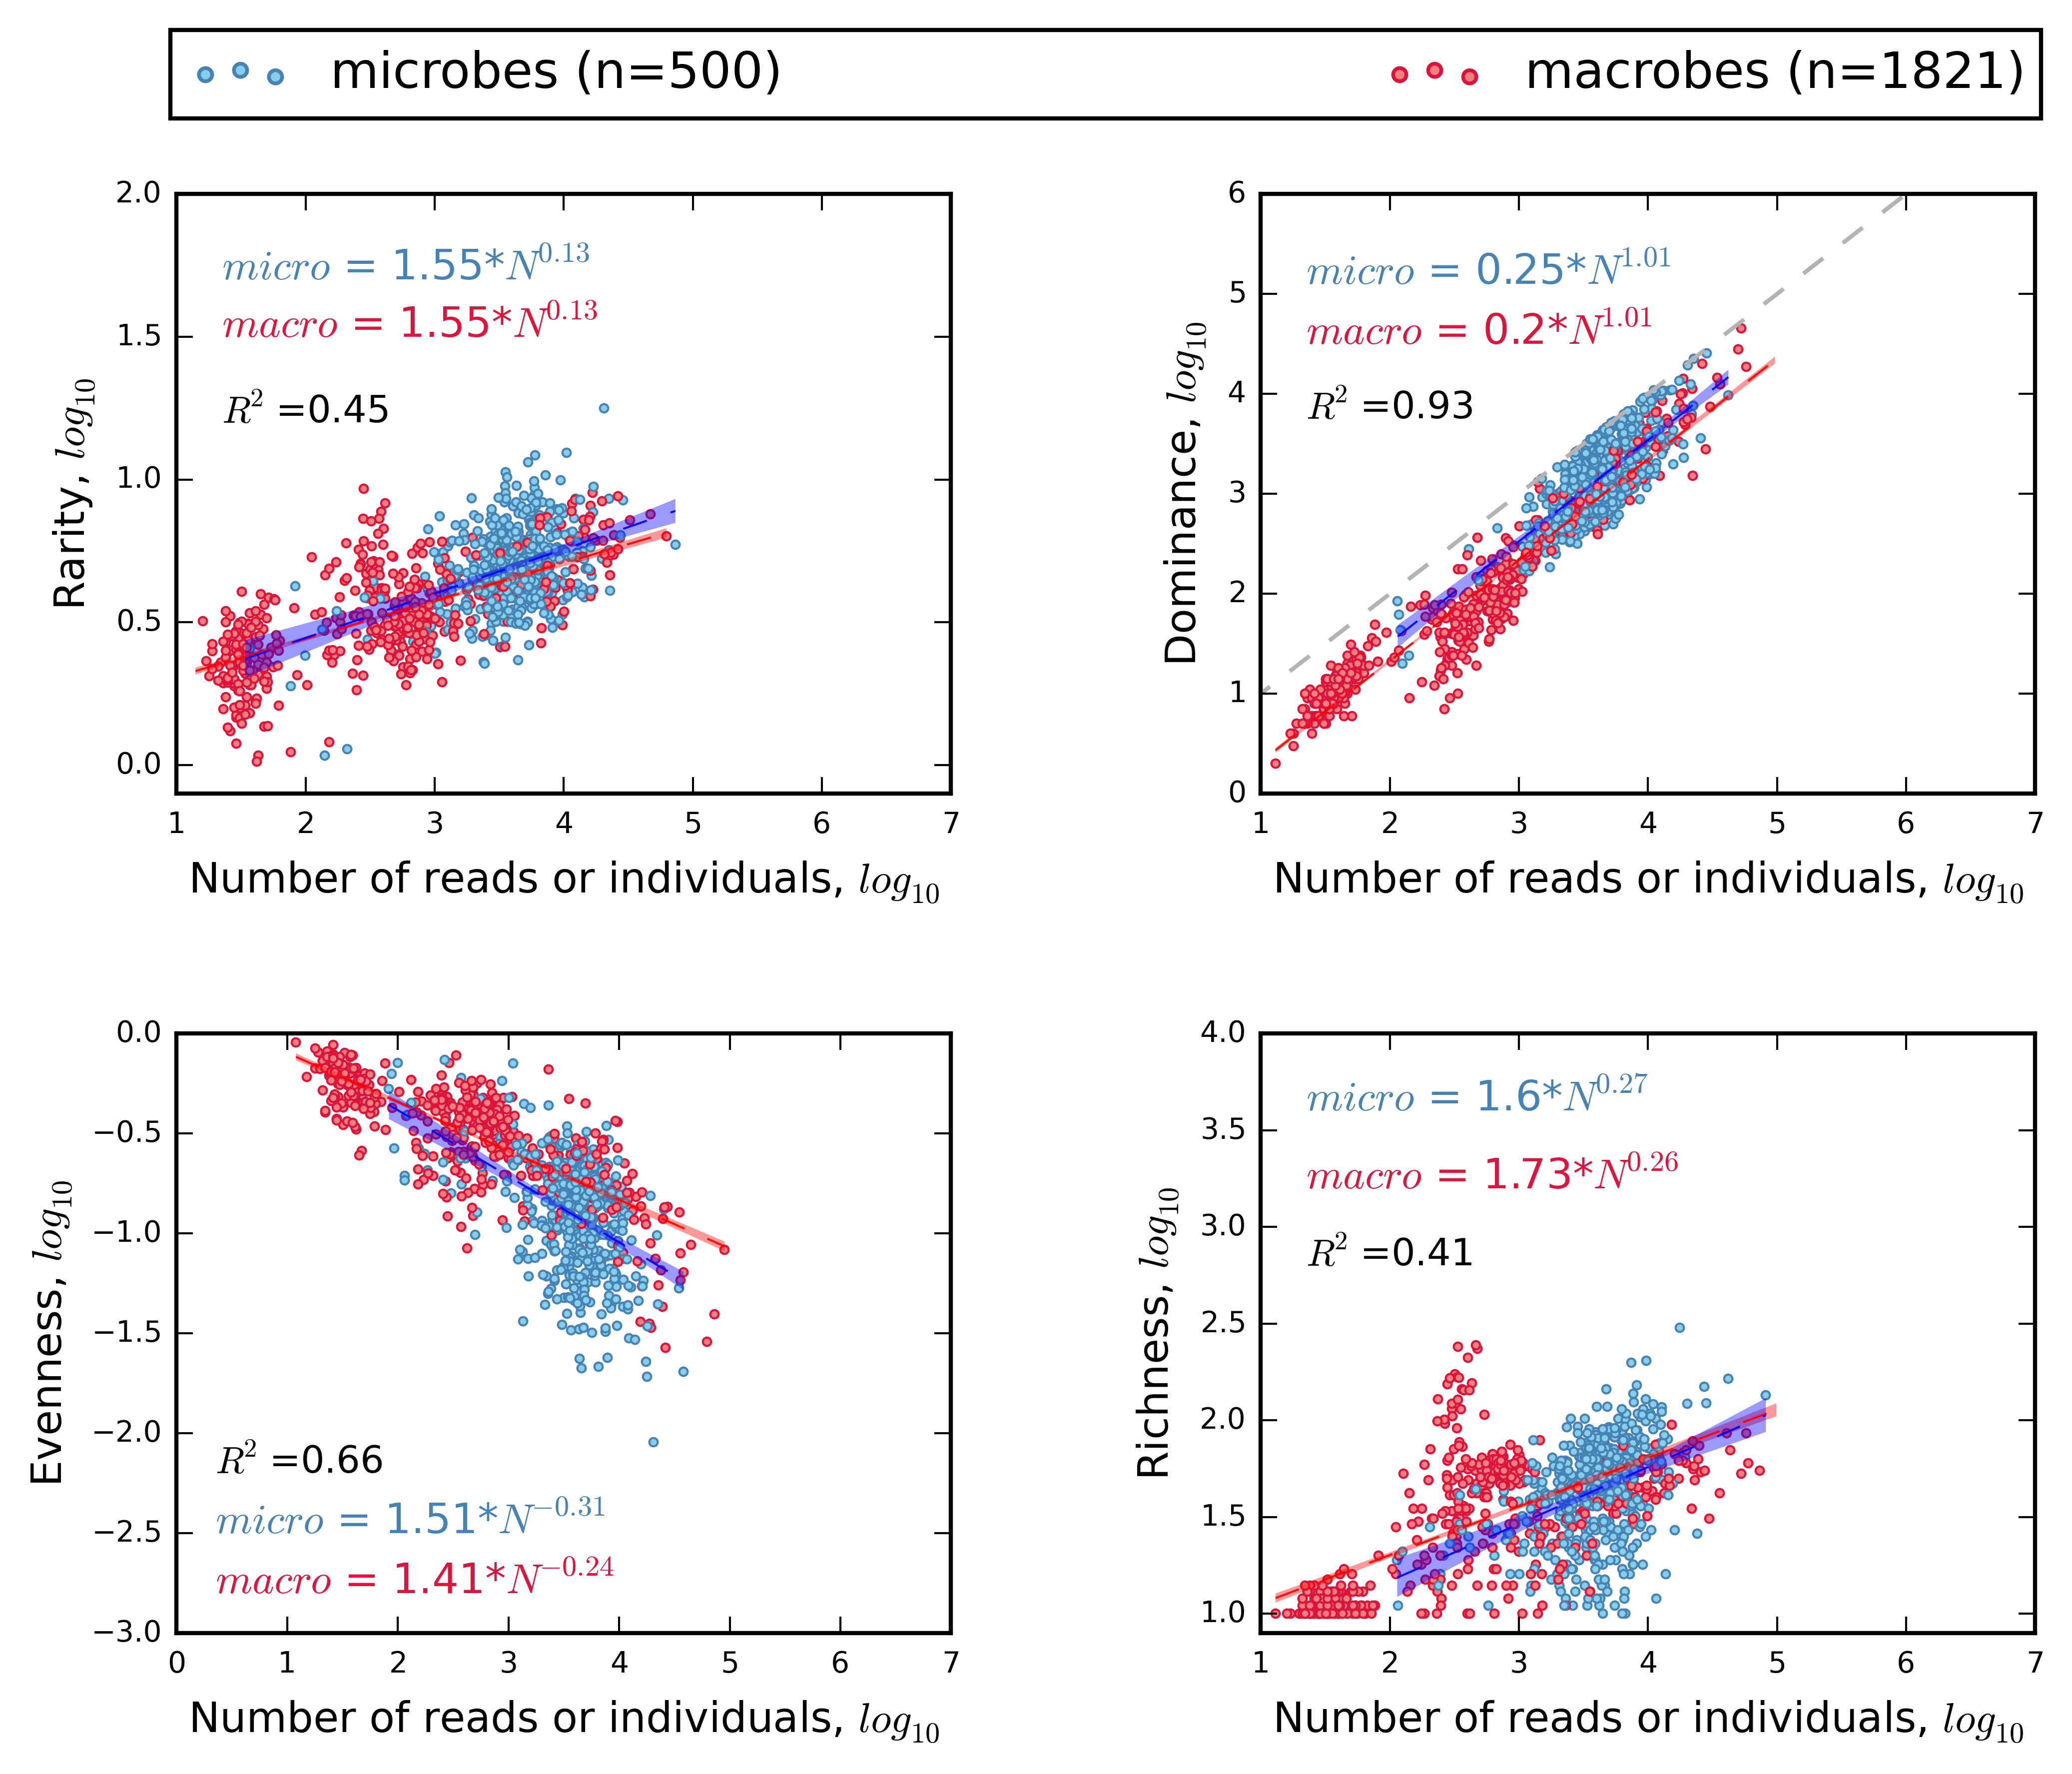 microbes (n=500)
macrobes (n=1821)
2.0
1.5
1.0
0.5
0.0
Rarity, log₁₀
micro = 1.55*N^0.13
macro = 1.55*N^0.13
R² =0.45
1 2 3 4 5 6 7
Number of reads or individuals, log₁₀
6
5
4
3
2
1
0
Dominance, log₁₀
micro = 0.25*N^1.01
macro = 0.2*N^1.01
R² =0.93
1 2 3 4 5 6 7
Number of reads or individuals, log₁₀
0.0
−0.5
−1.0
−1.5
−2.0
−2.5
−3.0
Evenness, log₁₀
R² =0.66
micro = 1.51*N^−0.31
macro = 1.41*N^−0.24
0 1 2 3 4 5 6 7
Number of reads or individuals, log₁₀
4.0
3.5
3.0
2.5
2.0
1.5
1.0
Richness, log₁₀
micro = 1.6*N^0.27
macro = 1.73*N^0.26
R² =0.41
1 2 3 4 5 6 7
Number of reads or individuals, log₁₀